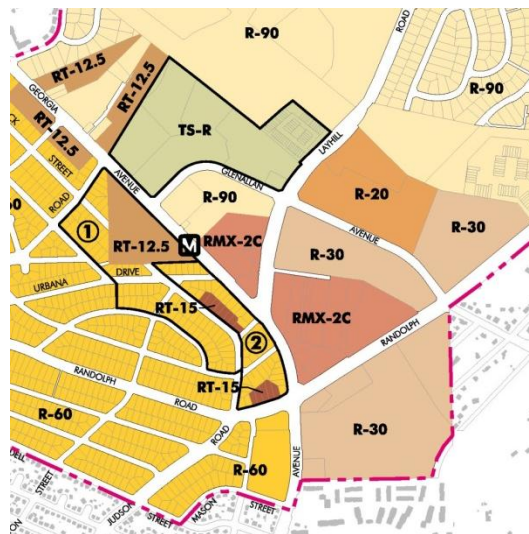 R-90
ROAD
RT-12.5
RT-12.5
GEORGIA
R-90
RT-12.5
TS-R
LAYHILL
STREET
GLENALLAN
ROAD
AVENUE
R-90
R-20
①
RT-12.5
M
RMX-2C
AVENUE
R-30
R-30
URBANA
DRIVE
RT-15
RMX-2C
RANDOLPH
②
RANDOLPH
RT-15
ROAD
R-60
ROAD
R-30
R-60
AVENUE
STREET
JUDSON
STREET
MASON
STREET